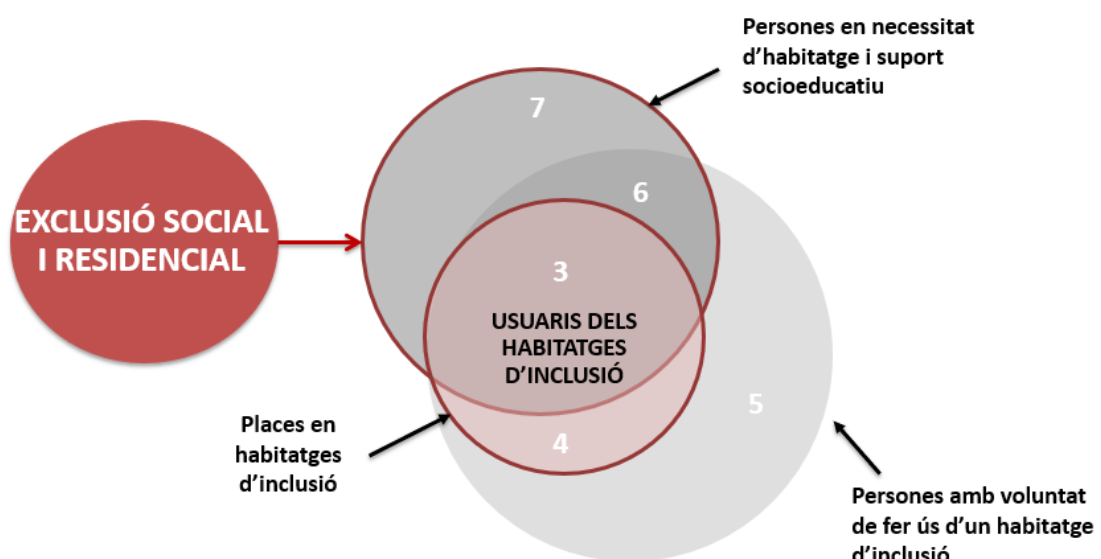 Persones en necessitat
d’habitatge i suport
socioeducatiu
7
6
EXCLUSIÓ SOCIAL
I RESIDENCIAL
3
USUARIS DELS
HABITATGES
D’INCLUSIÓ
5
Places en
habitatges
d’inclusió
4
Persones amb voluntat
de fer ús d’un habitatge
d’inclusió